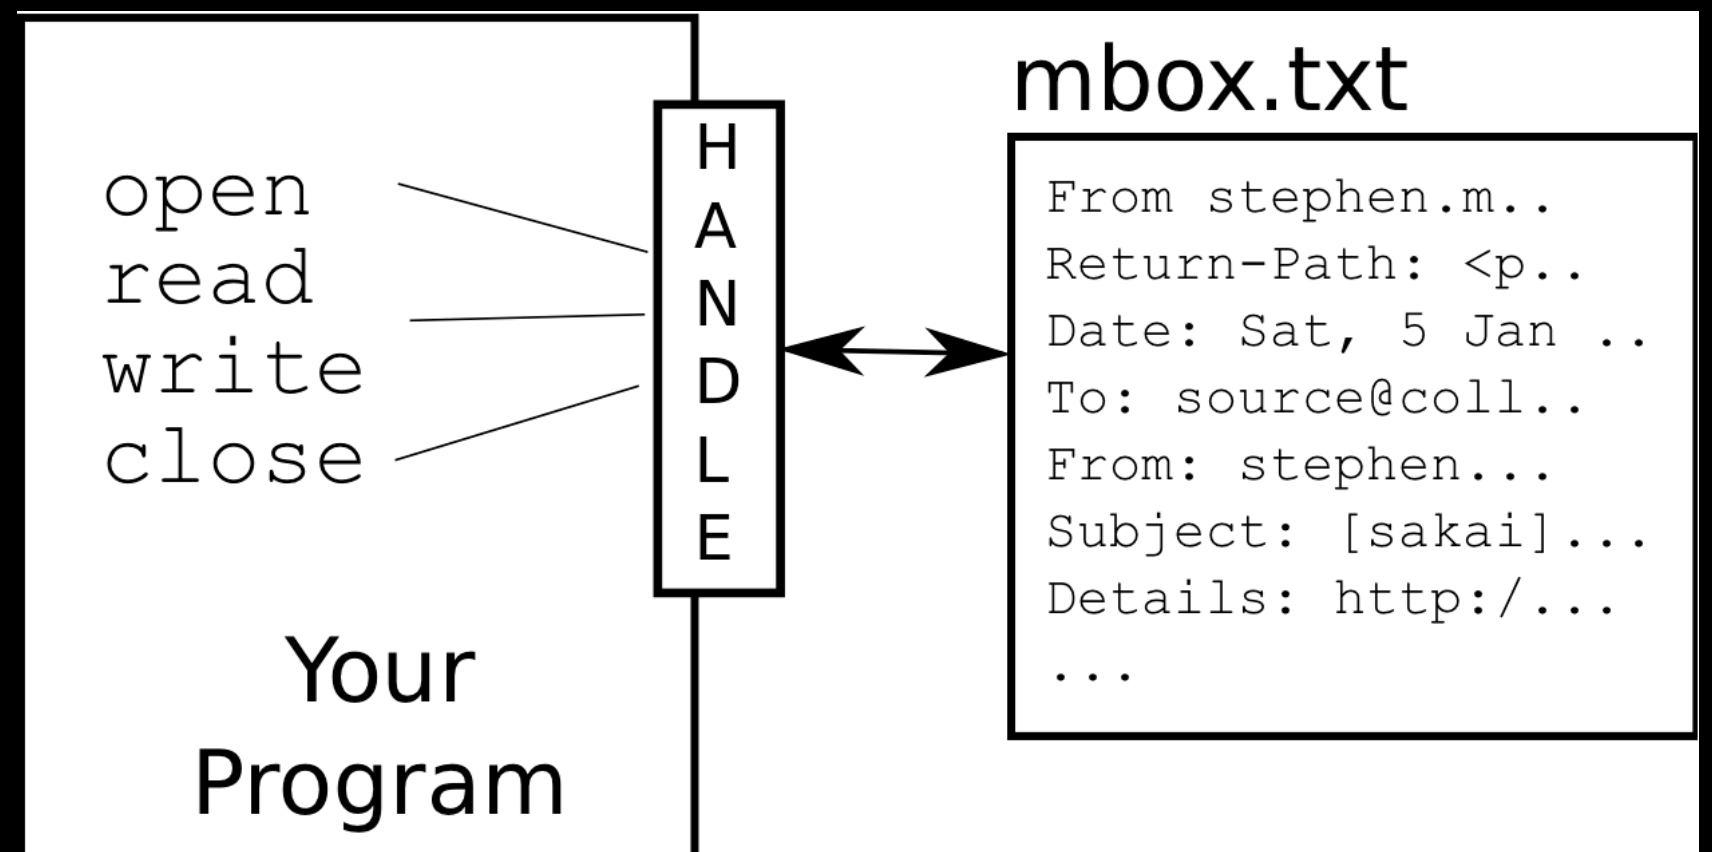 open
read
write
close
Your
Program
H
A
N
D
L
E
mbox.txt
From stephen.m..
Return-Path: <p..
Date: Sat, 5 Jan ..
To: source@coll..
From: stephen...
Subject: [sakai]...
Details: http:/...
...